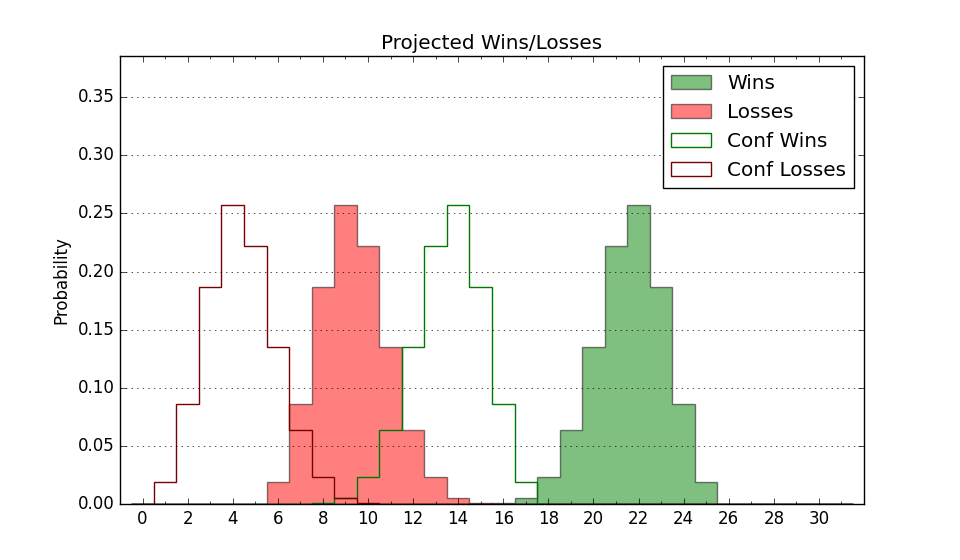 Projected Wins/Losses
Wins
Losses
Conf Wins
Conf Losses
Probability
0.35
0.30
0.25
0.20
0.15
0.10
0.05
0.00
0 2 4 6 8 10 12 14 16 18 20 22 24 26 28 30